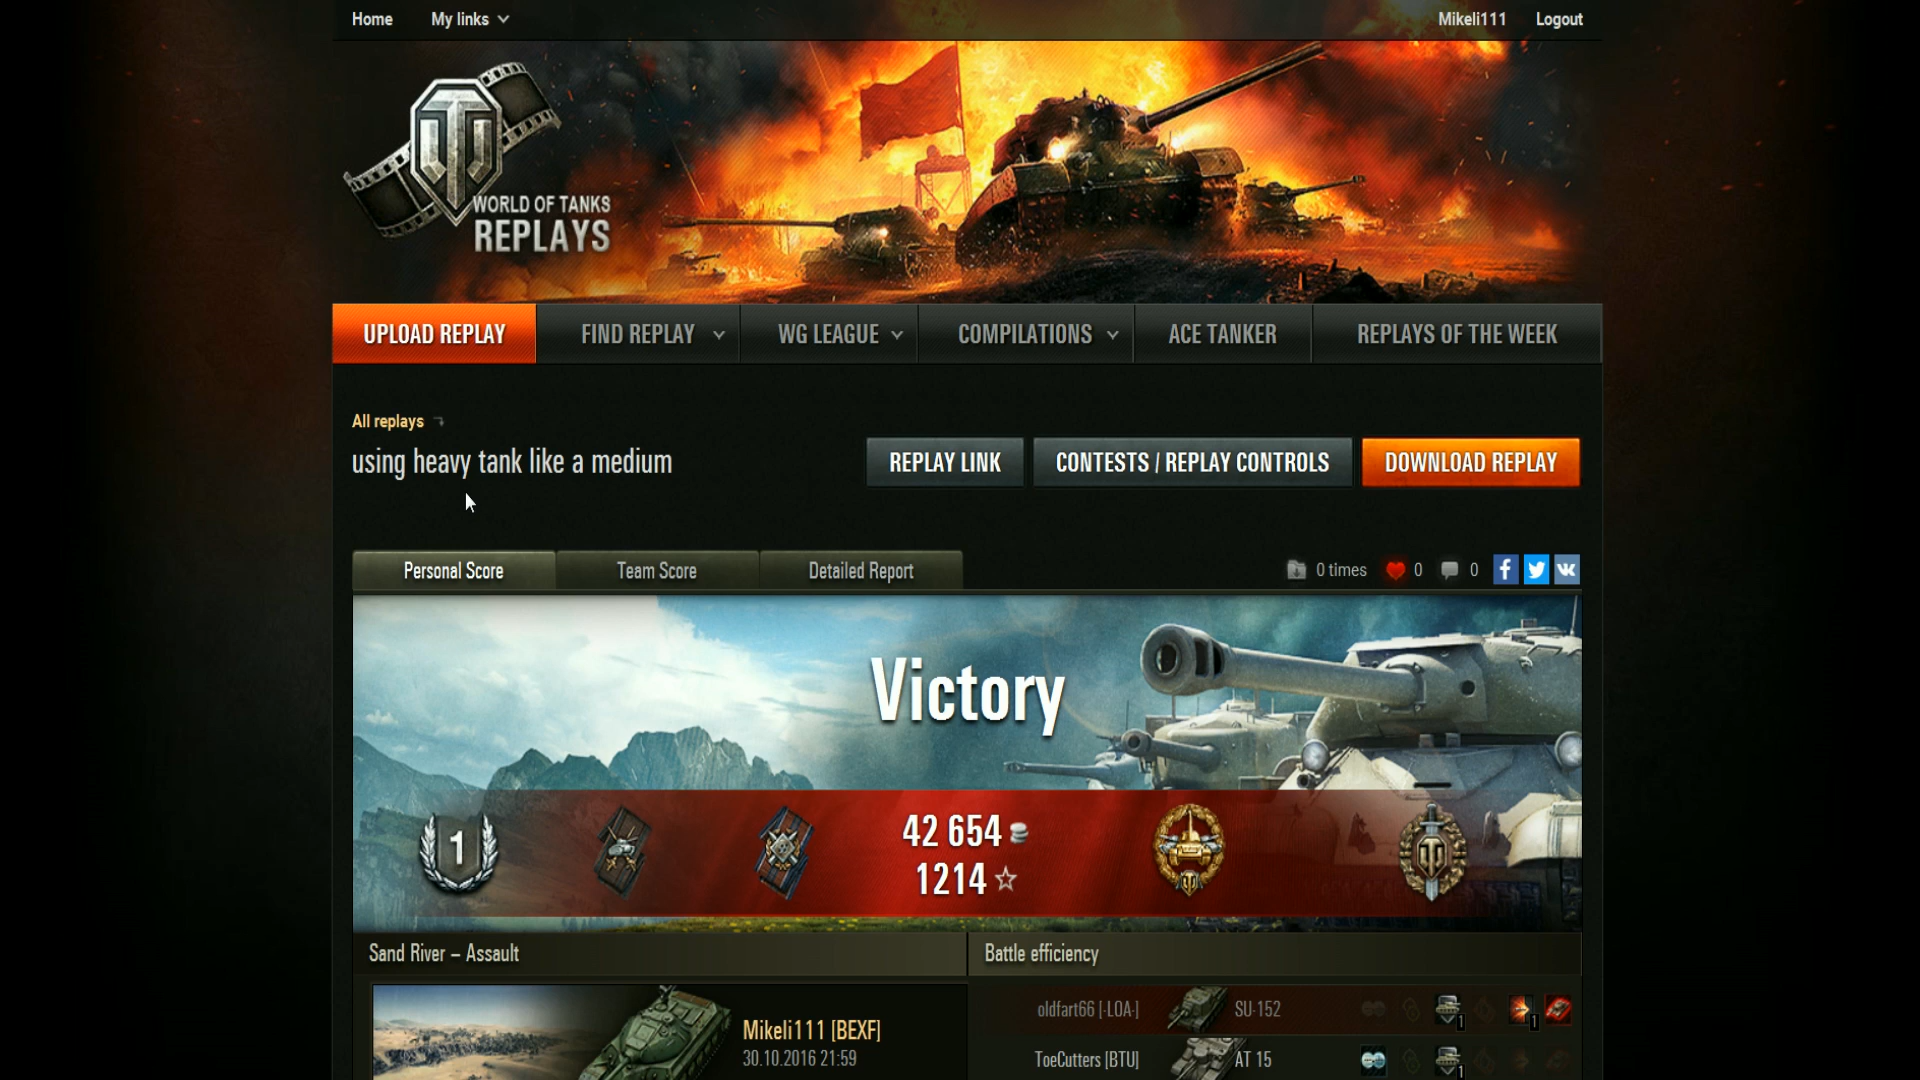 Home
My links
Mikeli111
Logout
WORLD OF TANKS
REPLAYS
UPLOAD REPLAY
FIND REPLAY
WG LEAGUE
COMPILATIONS
ACE TANKER
REPLAYS OF THE WEEK
All replays
using heavy tank like a medium
REPLAY LINK
CONTESTS / REPLAY CONTROLS
DOWNLOAD REPLAY
Personal Score
Team Score
Detailed Report
0 times
0
0
Victory
1
42 654
1214
Sand River – Assault
Battle efficiency
Mikeli111 [BEXF]
30.10.2016 21:59
oldfart66 [-LOA-]
SU-152
1
1
ToeCutters [BTU]
AT 15
1